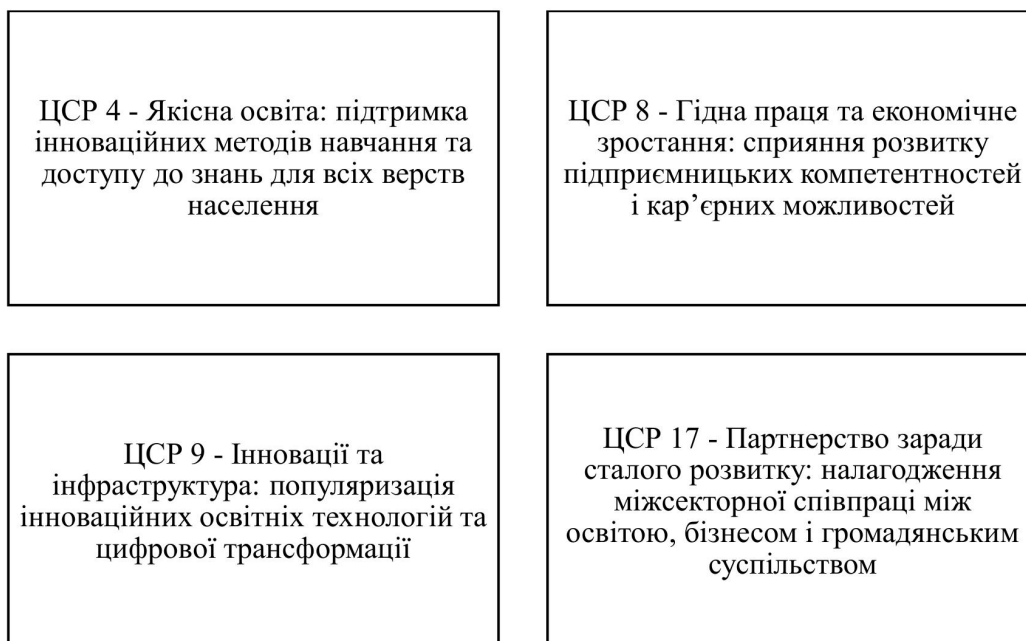 ЦСР 4 - Якісна освіта: підтримка
інноваційних методів навчання та
доступу до знань для всіх верств
населення
ЦСР 8 - Гідна праця та економічне
зростання: сприяння розвитку
підприємницьких компетентностей
і кар’єрних можливостей
ЦСР 9 - Інновації та
інфраструктура: популяризація
інноваційних освітніх технологій та
цифрової трансформації
ЦСР 17 - Партнерство заради
сталого розвитку: налагодження
міжсекторної співпраці між
освітою, бізнесом і громадянським
суспільством